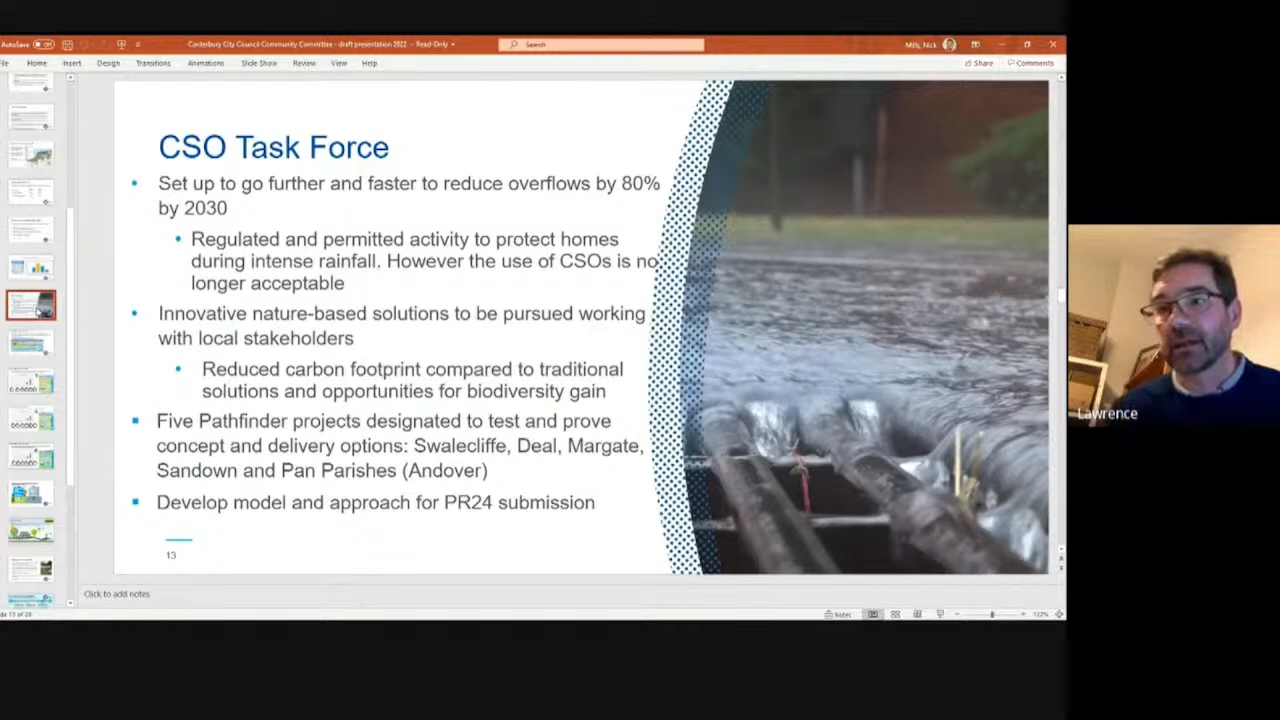 AutoSave Off
Canterbury City Council Community Committee - draft presentation 2022 - Read-Only
Search
Mills, Nick
File Home Insert Design Transitions Animations Slide Show Review View Help
Share Comments
CSO Task Force
Set up to go further and faster to reduce overflows by 80%
by 2030
Regulated and permitted activity to protect homes
during intense rainfall. However the use of CSOs is no
longer acceptable
Innovative nature-based solutions to be pursued working
with local stakeholders
Reduced carbon footprint compared to traditional
solutions and opportunities for biodiversity gain
Five Pathfinder projects designated to test and prove
concept and delivery options: Swalecliffe, Deal, Margate,
Sandown and Pan Parishes (Andover)
Develop model and approach for PR24 submission
13
Lawrence
Click to add notes
Notes
122%